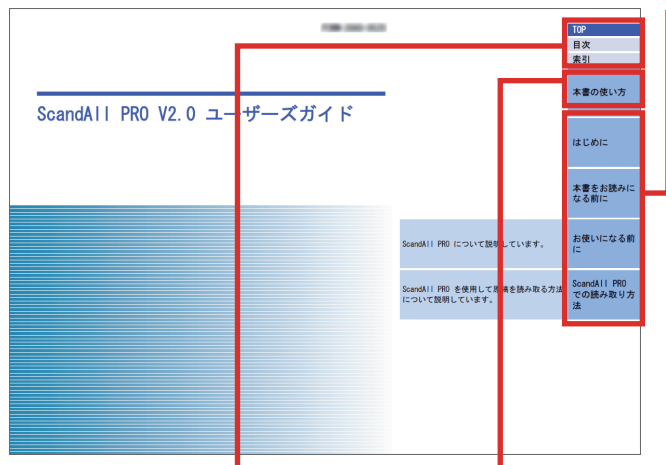 TOP
目次
索引
本書の使い方
ScandAll PRO V2.0 ユーザーズガイド
はじめに
本書をお読みに
なる前に
ScandAll PRO について説明しています。
お使いになる前
に
ScandAll PRO を使用して原稿を読み取る方法
について説明しています。
ScandAll PRO
での読み取り方
法